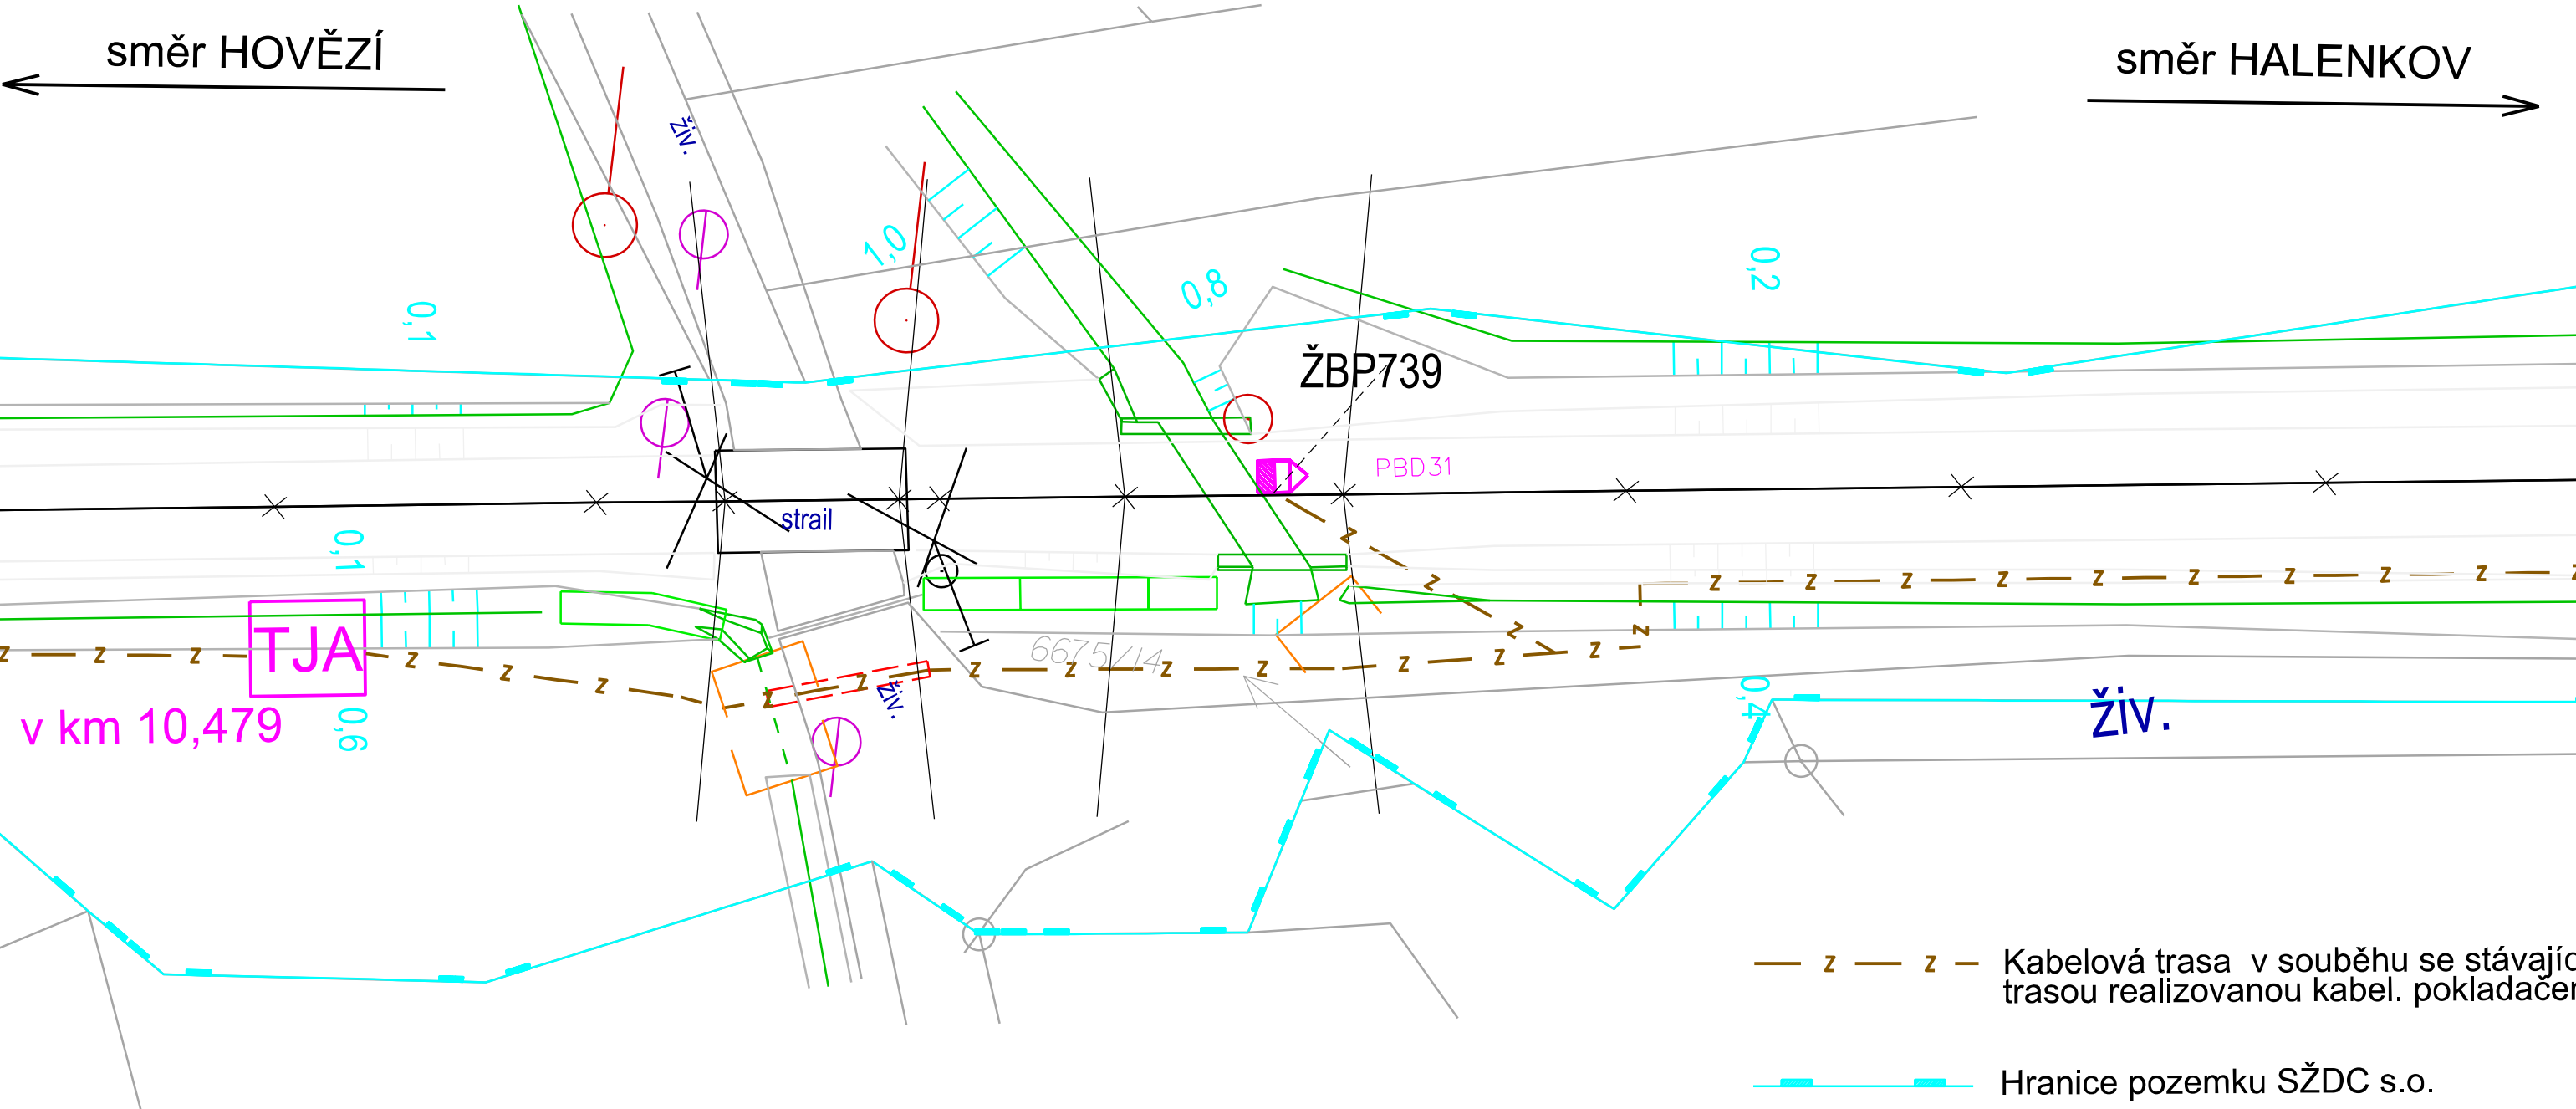 směr HOVĚZÍ
směr HALENKOV
živ.
1,0
0,8
0,2
0,1
ŽBP739
PBD31
strail
0,1
TJA
6675/14
živ.
v km 10,479
0,6
0,4
živ.
z z Kabelová trasa v souběhu se stávajíc
trasou realizovanou kabel. pokladače
Hranice pozemku SŽDC s.o.